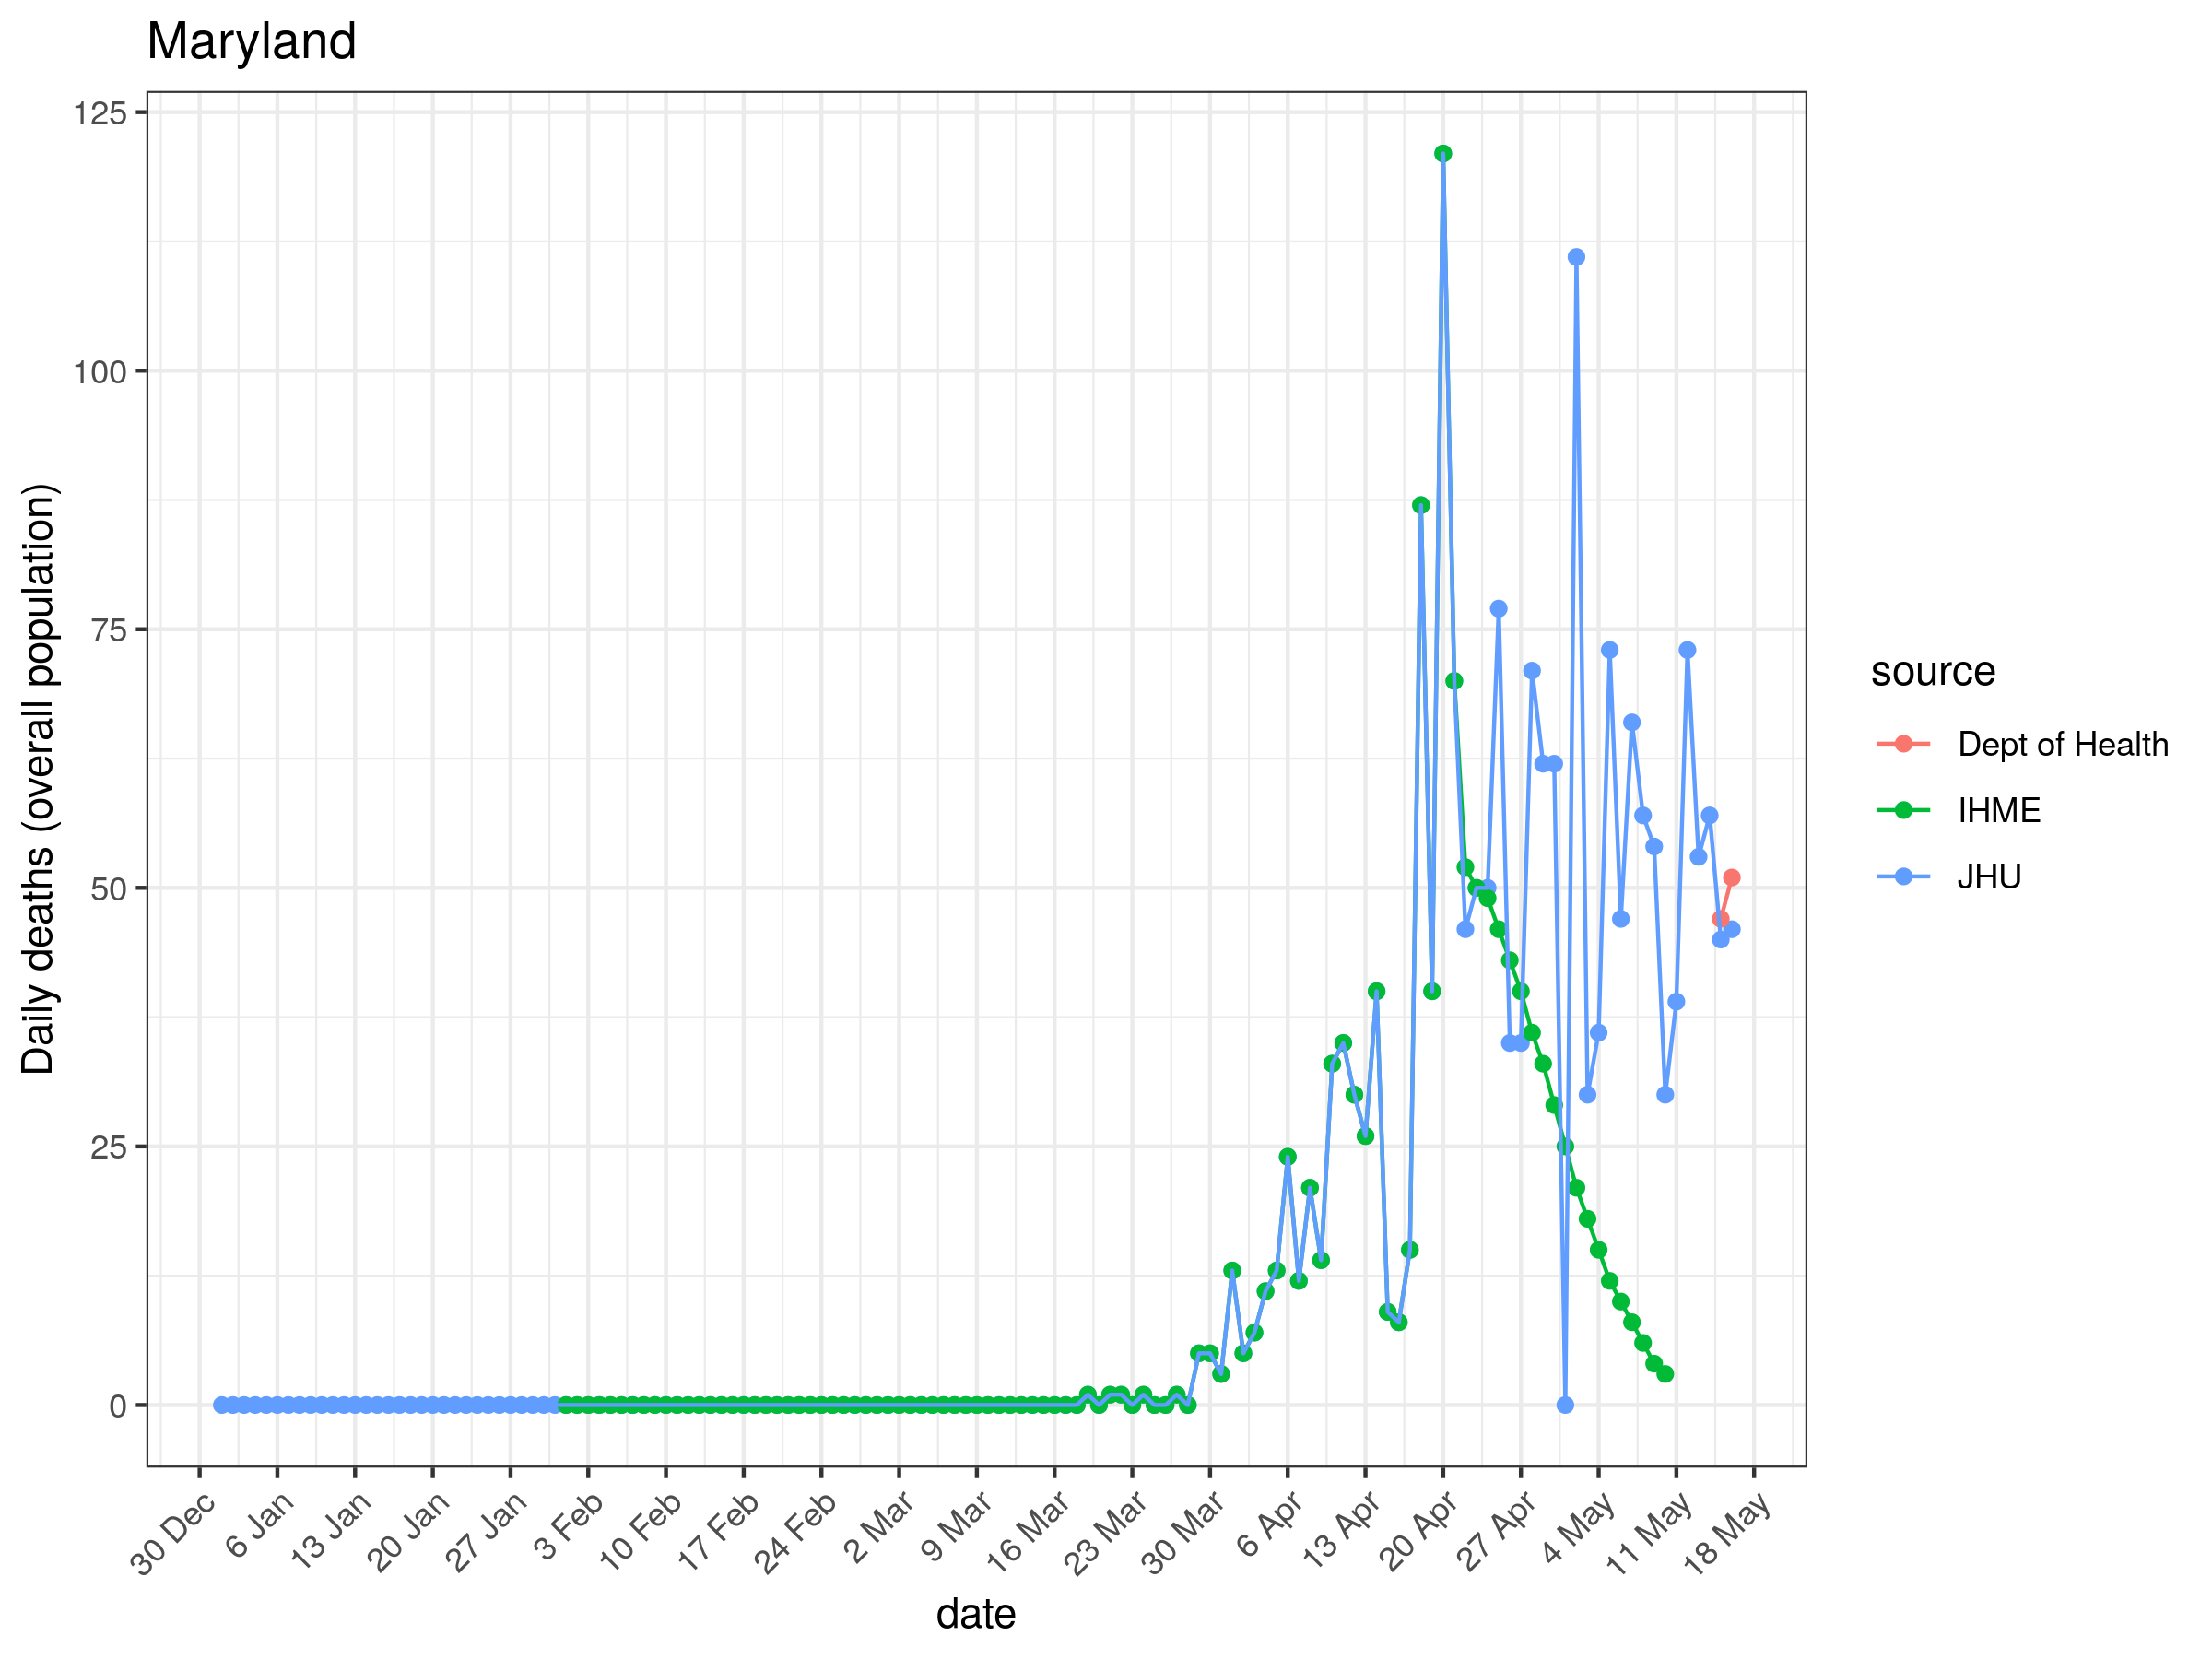 Maryland
125
100
75
50
25
0
Daily deaths (overall population)
30 Dec
6 Jan
13 Jan
20 Jan
27 Jan
3 Feb
10 Feb
17 Feb
24 Feb
2 Mar
9 Mar
16 Mar
23 Mar
30 Mar
6 Apr
13 Apr
20 Apr
27 Apr
4 May
11 May
18 May
date
source
Dept of Health
IHME
JHU